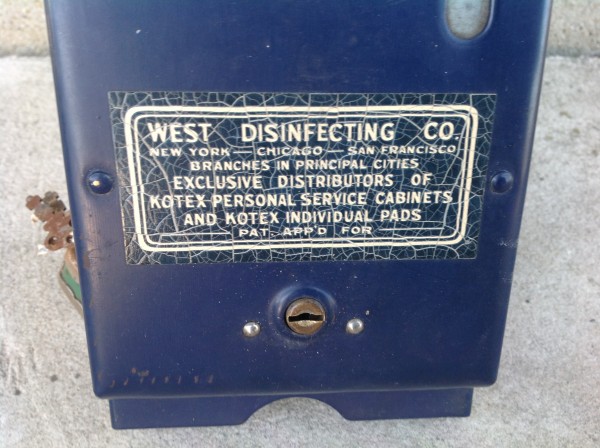 WEST DISINFECTING CO.
NEW YORK — CHICAGO — SAN FRANCISCO
BRANCHES IN PRINCIPAL CITIES
EXCLUSIVE DISTRIBUTORS OF
KOTEX PERSONAL SERVICE CABINETS
AND KOTEX INDIVIDUAL PADS
PAT. APP'D FOR